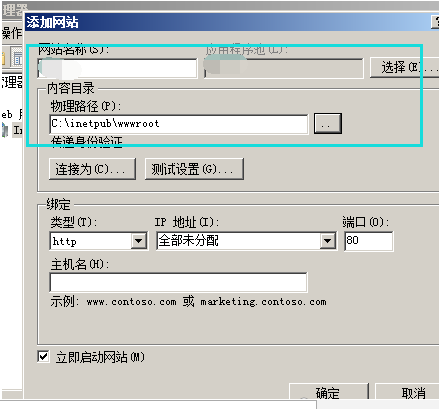 理器
添加网站
操作
网站名称(S):
应用程序池(L):
选择(E)...
管理器
内容目录
物理路径(P):
C:\inetpub\wwwroot
...
传递身份验证
连接为(C)...
测试设置(G)...
绑定
类型(T):
IP 地址(I):
端口(O):
http
全部未分配
80
主机名(H):
示例: www.contoso.com 或 marketing.contoso.com
立即启动网站(M)
确定
取消